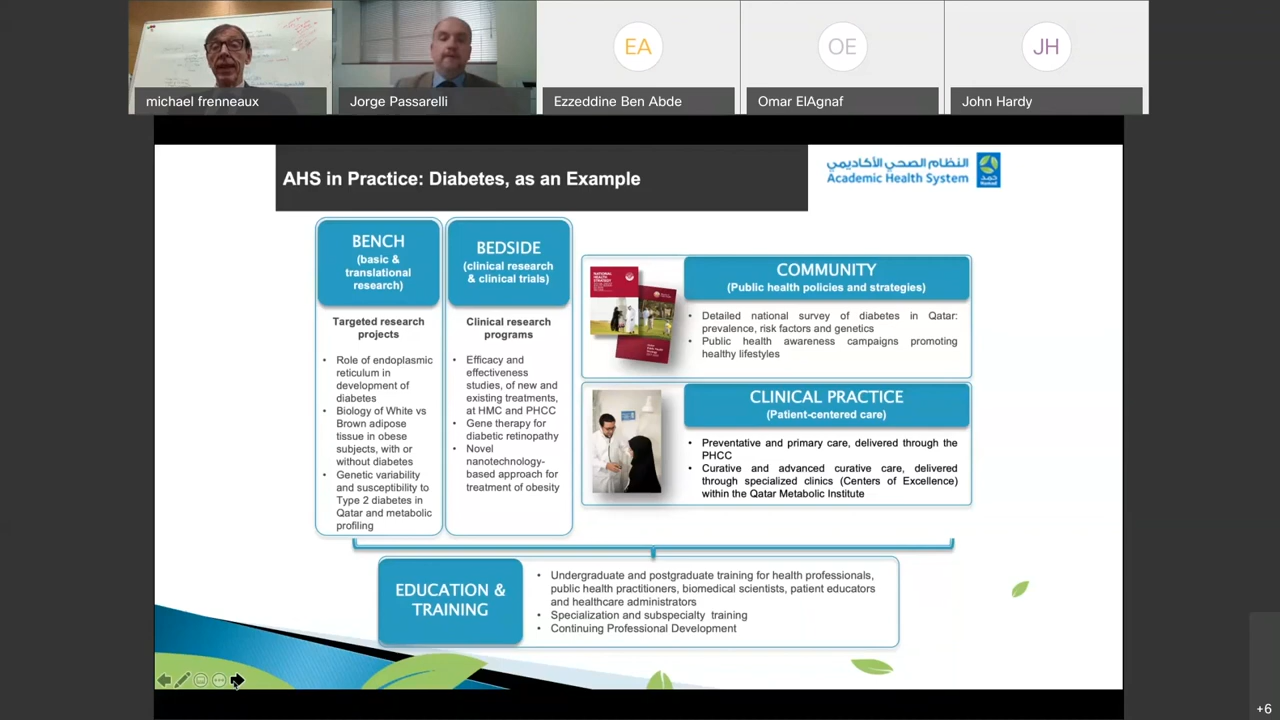 michael frenneaux
Jorge Passarelli
EA
Ezzeddine Ben Abde
OE
Omar ElAgnaf
JH
John Hardy
AHS in Practice: Diabetes, as an Example
النظام الصحي الأكاديمي
Academic Health System
حمد
Hamad
BENCH
(basic &
translational
research)
Targeted research
projects
• Role of endoplasmic
reticulum in
development of
diabetes
• Biology of White vs
Brown adipose
tissue in obese
subjects, with or
without diabetes
• Genetic variability
and susceptibility to
Type 2 diabetes in
Qatar and metabolic
profiling
BEDSIDE
(clinical research
& clinical trials)
Clinical research
programs
• Efficacy and
effectiveness
studies, of new and
existing treatments,
at HMC and PHCC
• Gene therapy for
diabetic retinopathy
• Novel
nanotechnology-
based approach for
treatment of obesity
COMMUNITY
(Public health policies and strategies)
• Detailed national survey of diabetes in Qatar:
prevalence, risk factors and genetics
• Public health awareness campaigns promoting
healthy lifestyles
CLINICAL PRACTICE
(Patient-centered care)
• Preventative and primary care, delivered through the
PHCC
• Curative and advanced curative care, delivered
through specialized clinics (Centers of Excellence)
within the Qatar Metabolic Institute
EDUCATION &
TRAINING
• Undergraduate and postgraduate training for health professionals,
public health practitioners, biomedical scientists, patient educators
and healthcare administrators
• Specialization and subspecialty training
• Continuing Professional Development
+6